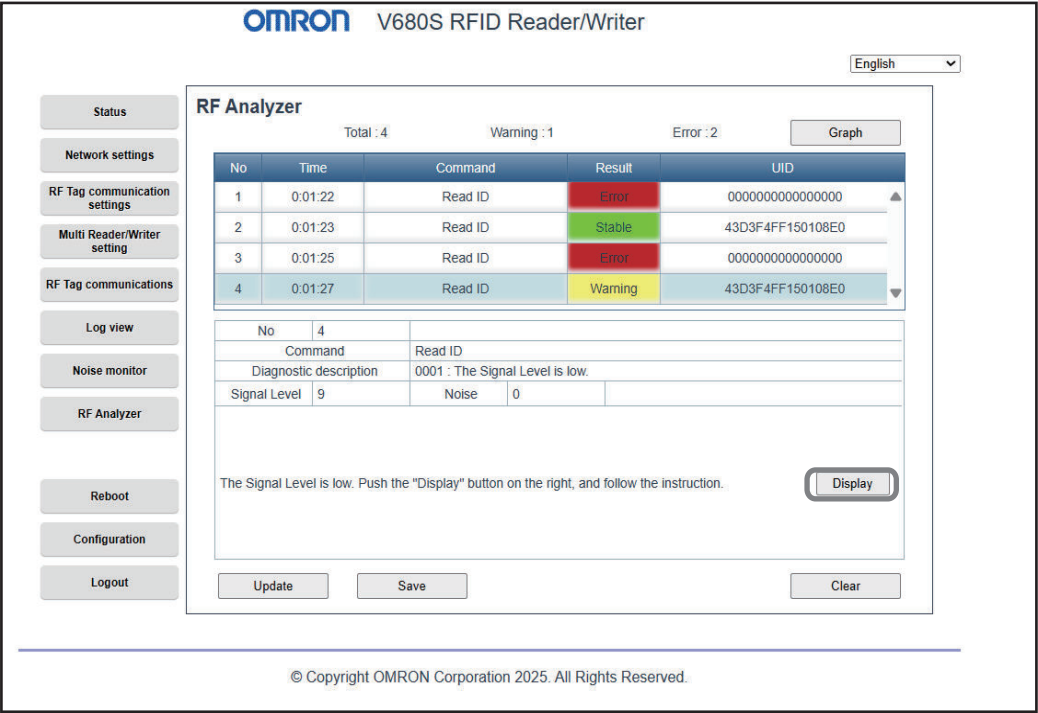 OMRON V680S RFID Reader/Writer
English
Status
Network settings
RF Tag communication
settings
Multi Reader/Writer
setting
RF Tag communications
Log view
Noise monitor
RF Analyzer
Reboot
Configuration
Logout
RF Analyzer
Total : 4 Warning : 1 Error : 2 Graph
No Time Command Result UID
1 0:01:22 Read ID Error 0000000000000000
2 0:01:23 Read ID Stable 43D3F4FF150108E0
3 0:01:25 Read ID Error 0000000000000000
4 0:01:27 Read ID Warning 43D3F4FF150108E0
No 4
Command Read ID
Diagnostic description 0001 : The Signal Level is low.
Signal Level 9 Noise 0
The Signal Level is low. Push the "Display" button on the right, and follow the instruction. Display
Update Save Clear
© Copyright OMRON Corporation 2025. All Rights Reserved.